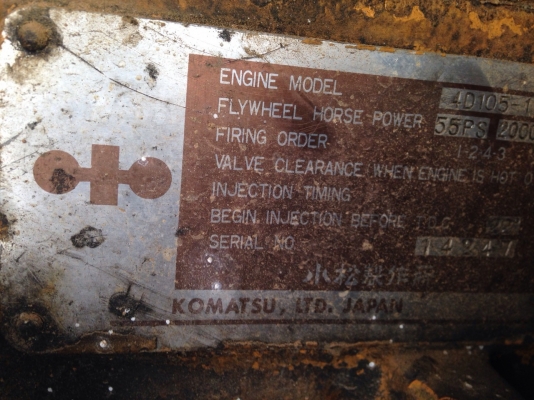 ENGINE MODEL 4D105-1
FLYWHEEL HORSE POWER 55PS 2000
FIRING ORDER 1-2-4-3
VALVE CLEARANCE WHEN ENGINE IS HOT
INJECTION TIMING
BEGIN INJECTION BEFORE T.D.C.
SERIAL NO. 14247
小松製作所
KOMATSU, LTD. JAPAN